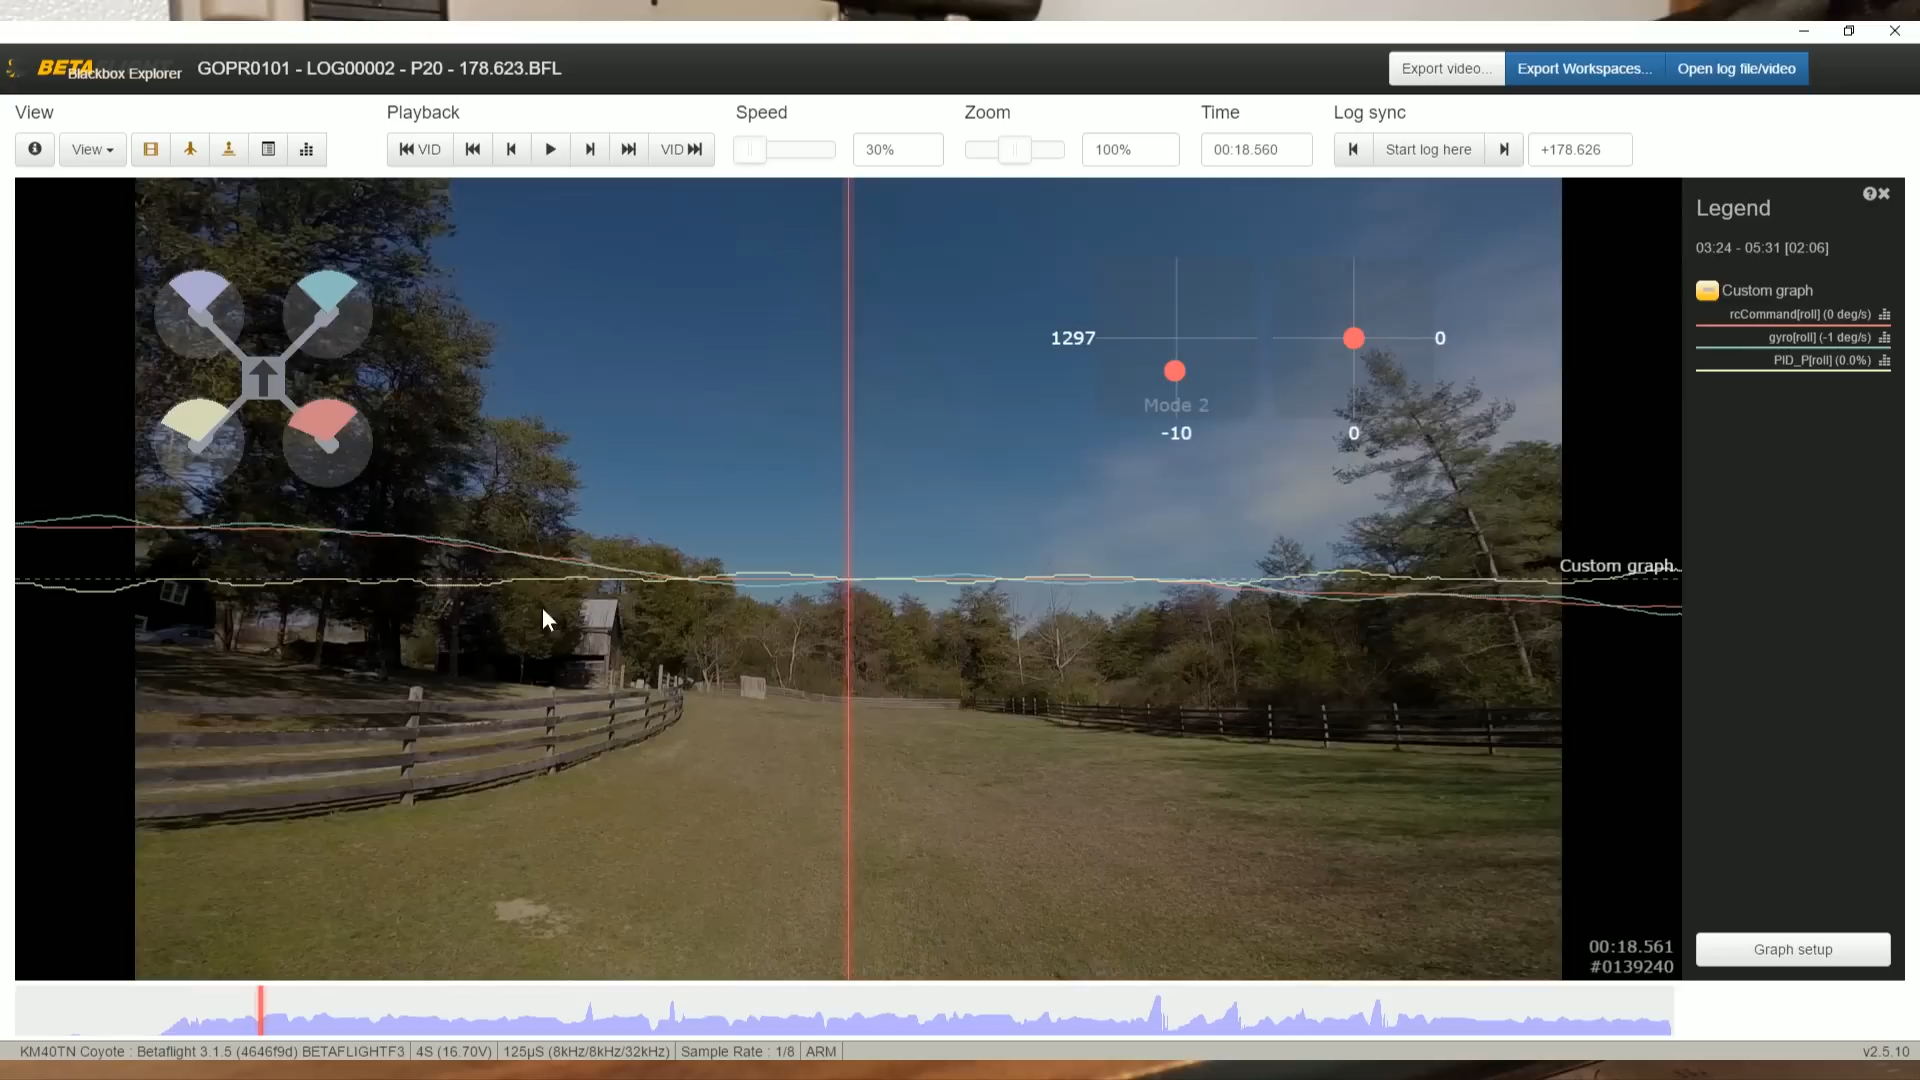 BETAFLIGHT
Blackbox Explorer
GOPR0101 - LOG00002 - P20 - 178.623.BFL
Export video...
Export Workspaces...
Open log file/video
View
Playback
Speed
Zoom
Time
Log sync
View
VID
VID
30%
100%
00:18.560
Start log here
+178.626
Legend
03:24 - 05:31 [02:06]
Custom graph
rcCommand[roll] (0 deg/s)
gyro[roll] (-1 deg/s)
PID_P[roll] (0.0%)
1297
0
Mode 2
-10
0
Custom graph
00:18.561
#0139240
Graph setup
KM40TN Coyote : Betaflight 3.1.5 (4646f9d) BETAFLIGHTF3
4S (16.70V)
125µS (8kHz/8kHz/32kHz)
Sample Rate : 1/8
ARM
v2.5.10